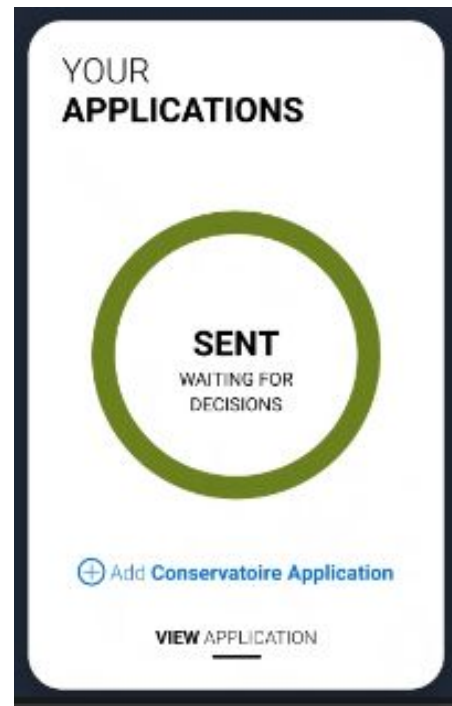 YOUR
APPLICATIONS
SENT
WAITING FOR
DECISIONS
Add Conservatoire Application
VIEW APPLICATION